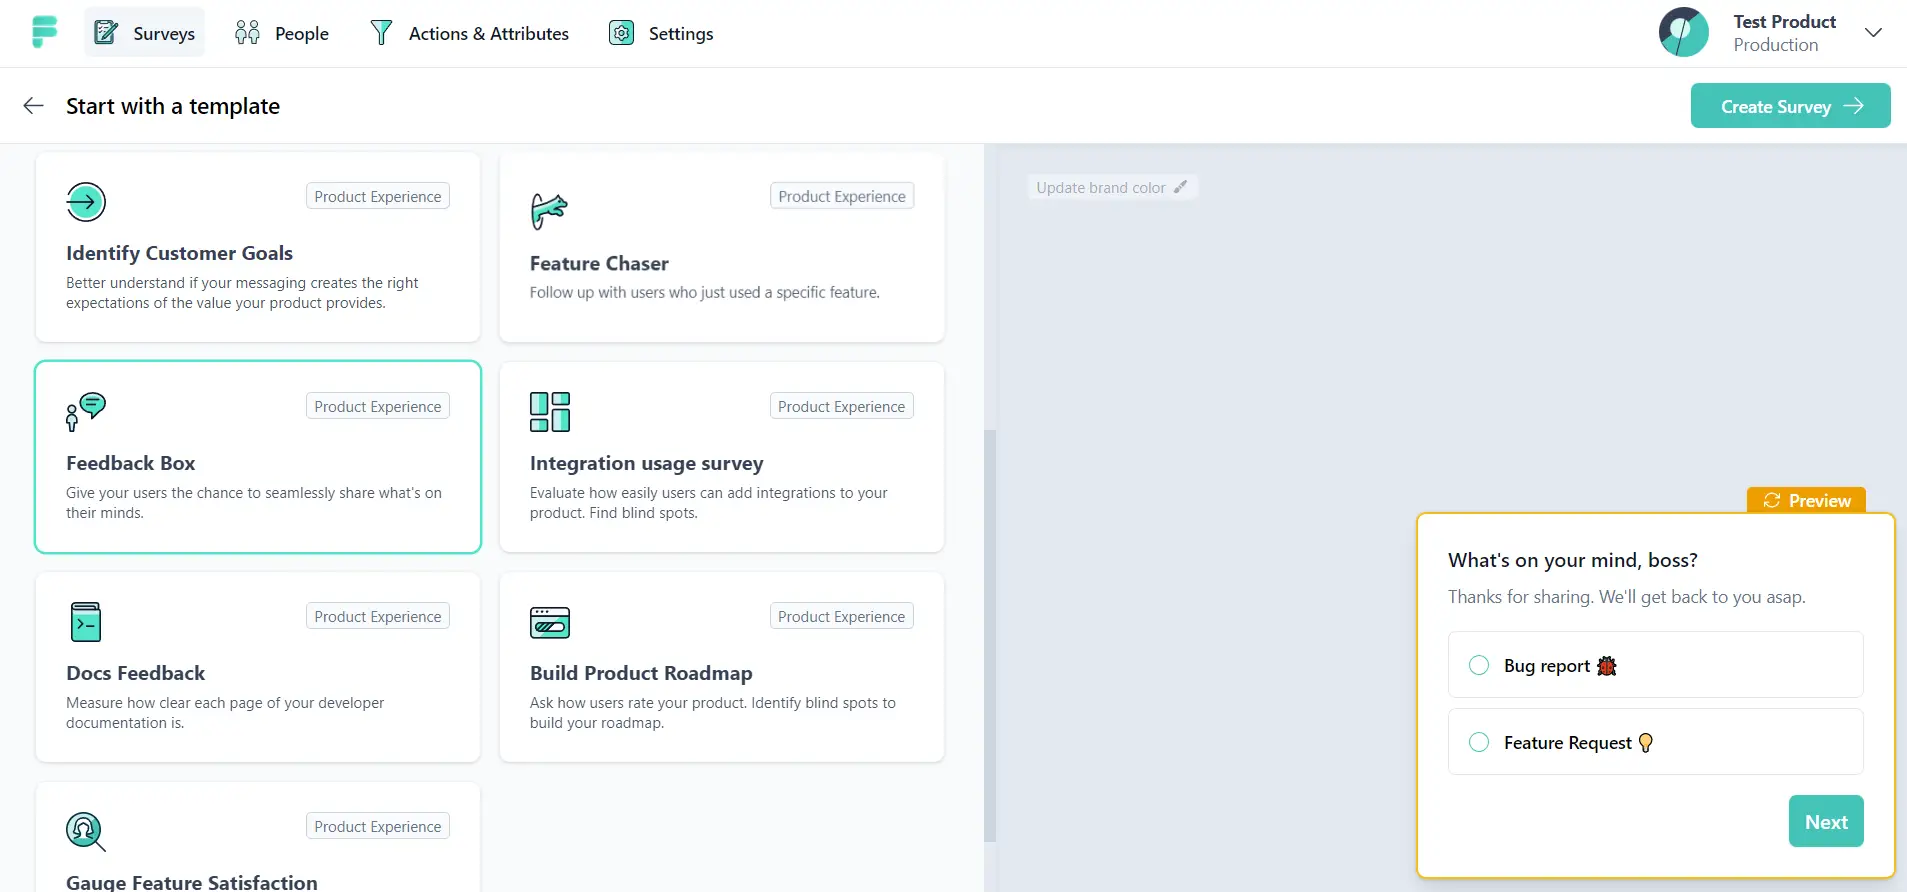 Surveys
People
Actions & Attributes
Settings
Test Product
Production
Start with a template
Create Survey
Product Experience
Identify Customer Goals
Better understand if your messaging creates the right
expectations of the value your product provides.
Product Experience
Feature Chaser
Follow up with users who just used a specific feature.
Product Experience
Feedback Box
Give your users the chance to seamlessly share what's on
their minds.
Product Experience
Integration usage survey
Evaluate how easily users can add integrations to your
product. Find blind spots.
Product Experience
Docs Feedback
Measure how clear each page of your developer
documentation is.
Product Experience
Build Product Roadmap
Ask how users rate your product. Identify blind spots to
build your roadmap.
Product Experience
Gauge Feature Satisfaction
Update brand color
Preview
What's on your mind, boss?
Thanks for sharing. We'll get back to you asap.
Bug report 🐞
Feature Request 💡
Next